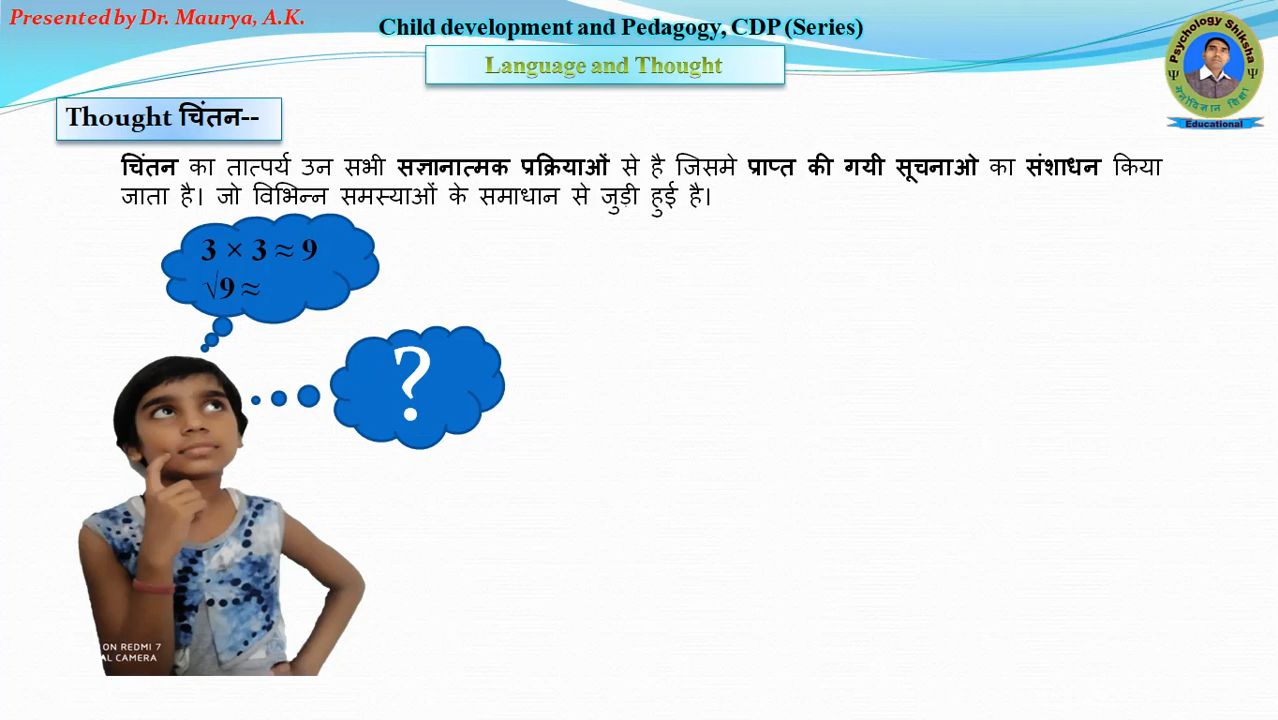 Presented by Dr. Maurya, A.K.
Child development and Pedagogy, CDP (Series)
Language and Thought
Psychology Shiksha
Ψ Ψ
मनोविज्ञान शिक्षा
Educational
Thought चिंतन--
चिंतन का तात्पर्य उन सभी सज्ञानात्मक प्रक्रियाओं से है जिसमे प्राप्त की गयी सूचनाओ का संशाधन किया
जाता है। जो विभिन्न समस्याओं के समाधान से जुड़ी हुई है।
3 × 3 ≈ 9
√9 ≈
?
ON REDMI 7
AL CAMERA